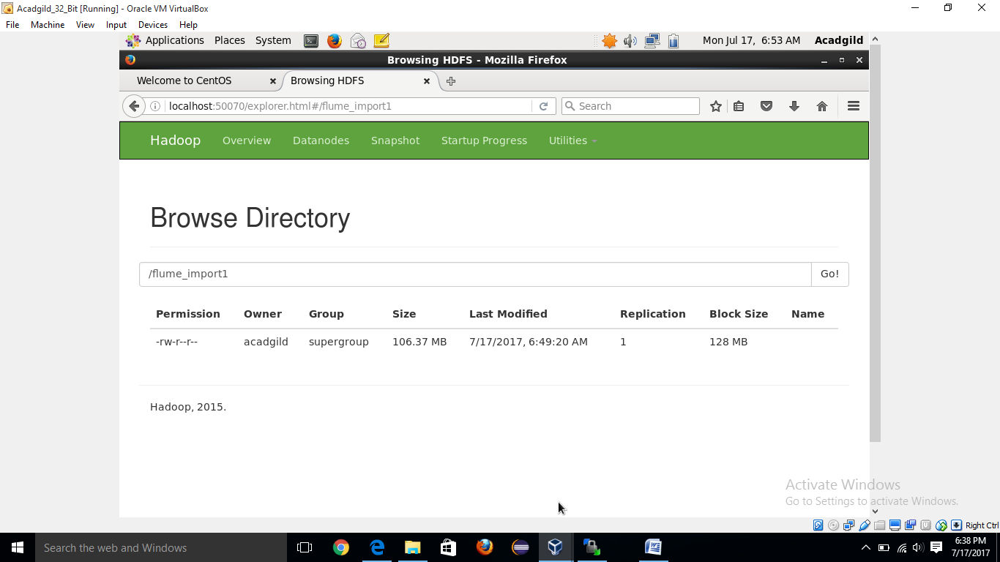 Acadgild_32_Bit [Running] - Oracle VM VirtualBox
File Machine View Input Devices Help
Applications Places System Mon Jul 17, 6:53 AM Acadgild
Browsing HDFS - Mozilla Firefox
Welcome to CentOS Browsing HDFS
localhost:50070/explorer.html#/flume_import1 Search
Hadoop Overview Datanodes Snapshot Startup Progress Utilities
Browse Directory
/flume_import1 Go!
Permission Owner Group Size Last Modified Replication Block Size Name
-rw-r--r-- acadgild supergroup 106.37 MB 7/17/2017, 6:49:20 AM 1 128 MB
Hadoop, 2015.
Activate Windows
Go to Settings to activate Windows.
Right Ctrl
Search the web and Windows
6:38 PM
7/17/2017